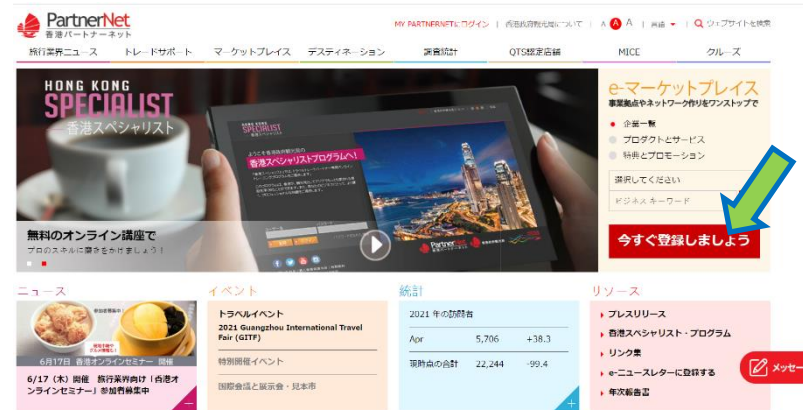 PartnerNet
香港パートナーネット
MY PARTNERNETにログイン | 香港政府観光局について | A A A | 言語 | ウェブサイトを検索
旅行業界ニュース トレードサポート マーケットプレイス デスティネーション 調査統計 QTS認定店舗 MICE クルーズ
HONG KONG
SPECIALIST
香港スペシャリスト
SPECIALIST
ようこそ香港政府観光局の
香港スペシャリストプログラムへ!
PartnerNet
無料のオンライン講座で
プロのスキルに磨きをかけましょう!
e-マーケットプレイス
事業拠点やネットワーク作りをワンストップで
企業一覧
プロダクトとサービス
特典とプロモーション
選択してください
ビジネスキーワード
今すぐ登録しましよう
ニュース
6月17日 香港オンラインセミナー 開催
6/17(木)開催 旅行業界向け「香港オ
ンラインセミナー」参加者募集中
イベント
トラベルイベント
2021 Guangzhou International Travel
Fair (GITF)
特別開催イベント
国際会議と展示会・見本市
統計
2021 年の訪問者
Apr 5,706 +38.3
現時点の合計 22,244 -99.4
リソース
プレスリリース
香港スペシャリスト・プログラム
リンク集
e-ニュースレターに登録する
年次報告書
メッセー